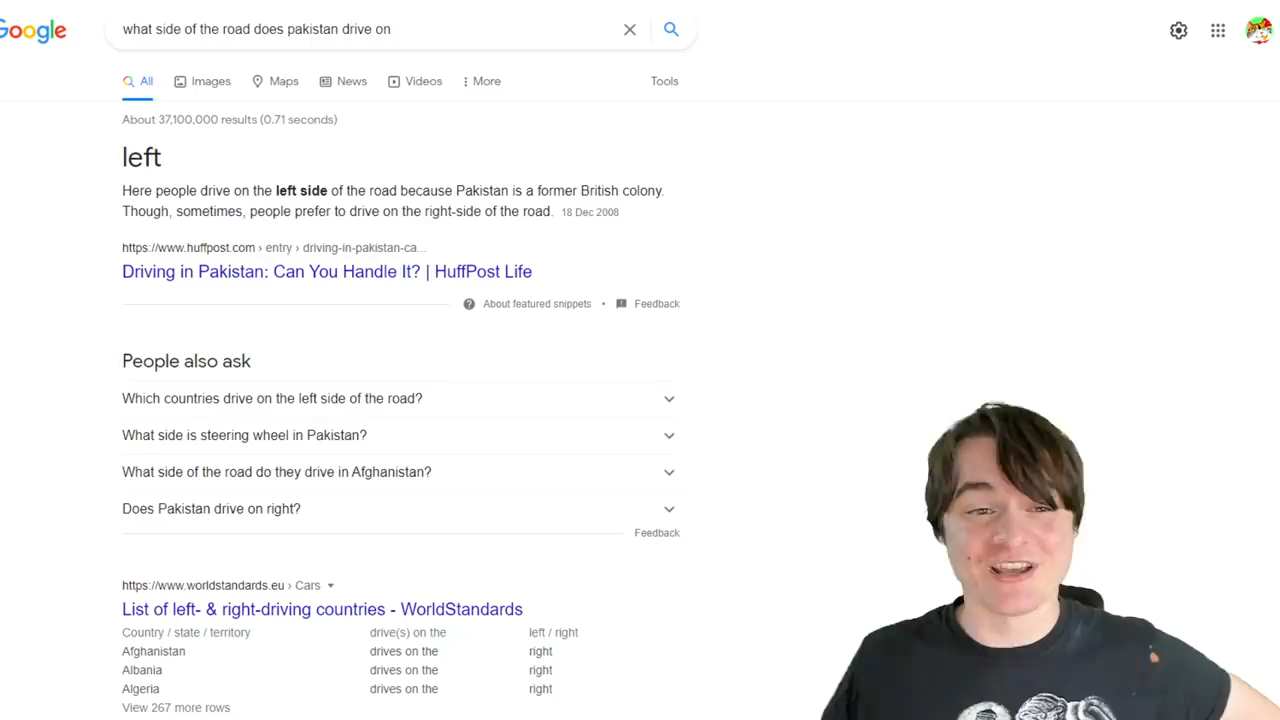 Google
what side of the road does pakistan drive on
All Images Maps News Videos More Tools
About 37,100,000 results (0.71 seconds)
left
Here people drive on the left side of the road because Pakistan is a former British colony.
Though, sometimes, people prefer to drive on the right-side of the road. 18 Dec 2008
https://www.huffpost.com › entry › driving-in-pakistan-ca...
Driving in Pakistan: Can You Handle It? | HuffPost Life
About featured snippets • Feedback
People also ask
Which countries drive on the left side of the road?
What side is steering wheel in Pakistan?
What side of the road do they drive in Afghanistan?
Does Pakistan drive on right?
Feedback
https://www.worldstandards.eu › Cars
List of left- & right-driving countries - WorldStandards
Country / state / territory drive(s) on the left / right
Afghanistan drives on the right
Albania drives on the right
Algeria drives on the right
View 267 more rows